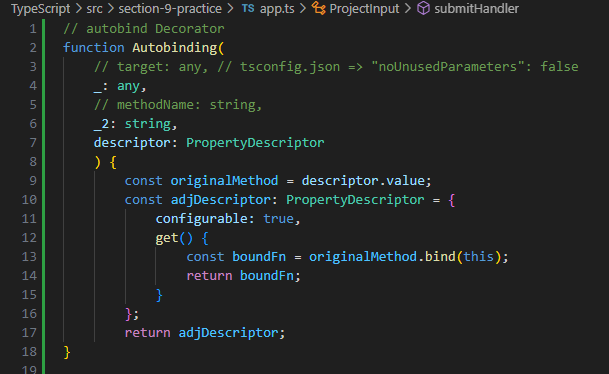 TypeScript > src > section-9-practice > TS app.ts > ProjectInput > submitHandler
1 // autobind Decorator
2 function Autobinding(
3 // target: any, // tsconfig.json => "noUnusedParameters": false
4 _: any,
5 // methodName: string,
6 _2: string,
7 descriptor: PropertyDescriptor
8 ) {
9 const originalMethod = descriptor.value;
10 const adjDescriptor: PropertyDescriptor = {
11 configurable: true,
12 get() {
13 const boundFn = originalMethod.bind(this);
14 return boundFn;
15 }
16 };
17 return adjDescriptor;
18 }
19